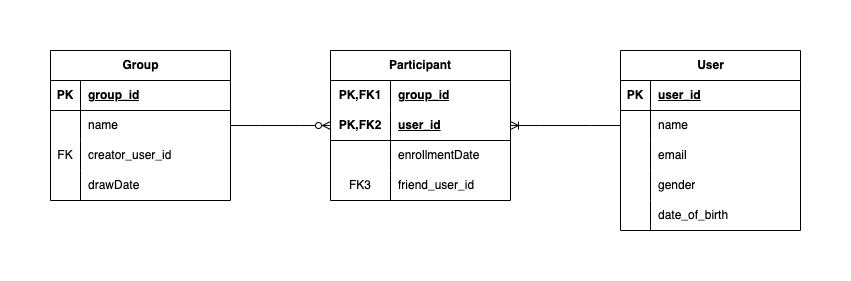 Group
PK group_id
name
FK creator_user_id
drawDate
Participant
PK,FK1 group_id
PK,FK2 user_id
enrollmentDate
FK3 friend_user_id
User
PK user_id
name
email
gender
date_of_birth